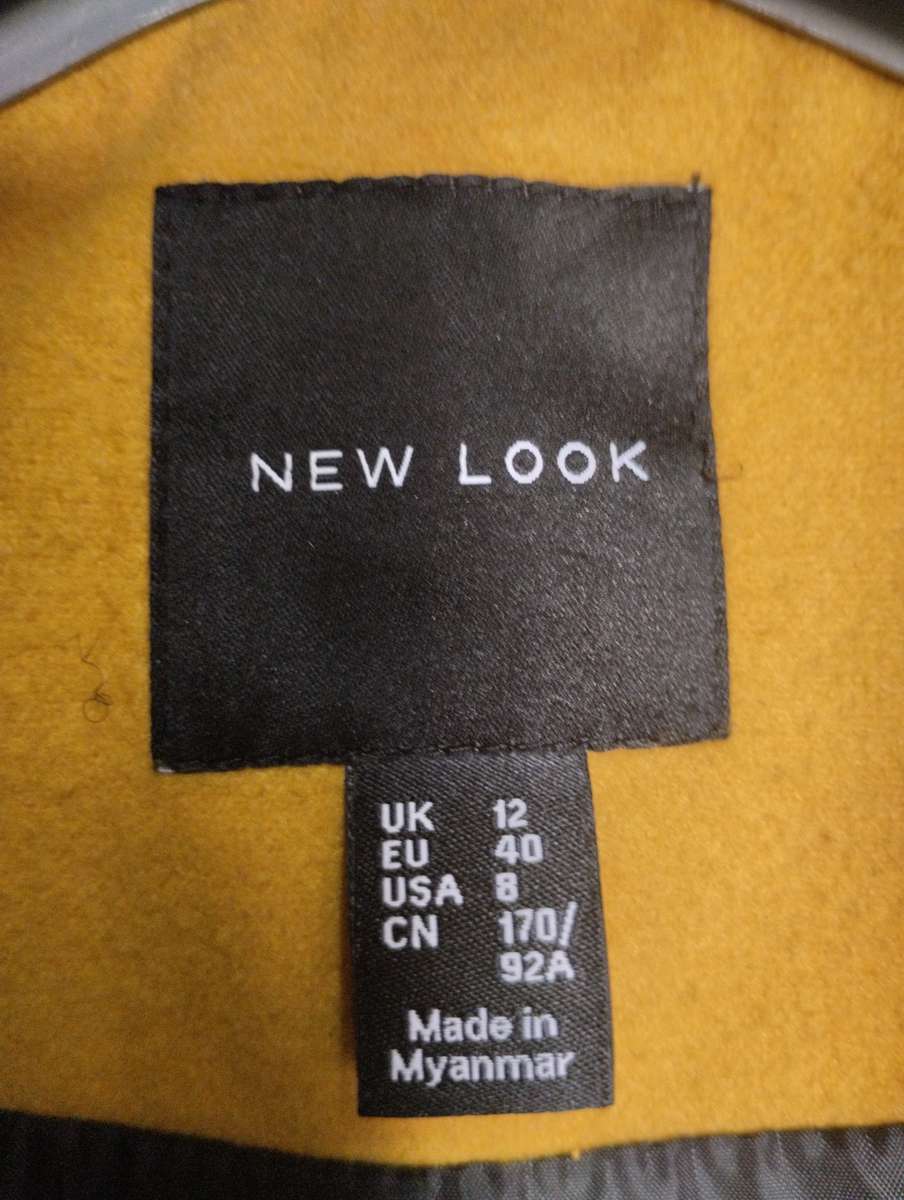 NEW LOOK
UK 12
EU 40
USA 8
CN 170/
92A
Made in
Myanmar